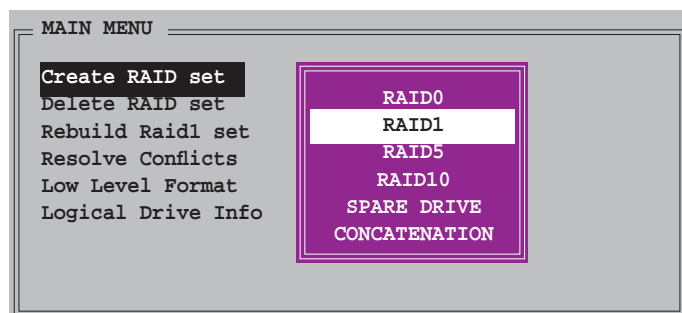 MAIN MENU
Create RAID set
Delete RAID set
Rebuild Raid1 set
Resolve Conflicts
Low Level Format
Logical Drive Info
RAID0
RAID1
RAID5
RAID10
SPARE DRIVE
CONCATENATION